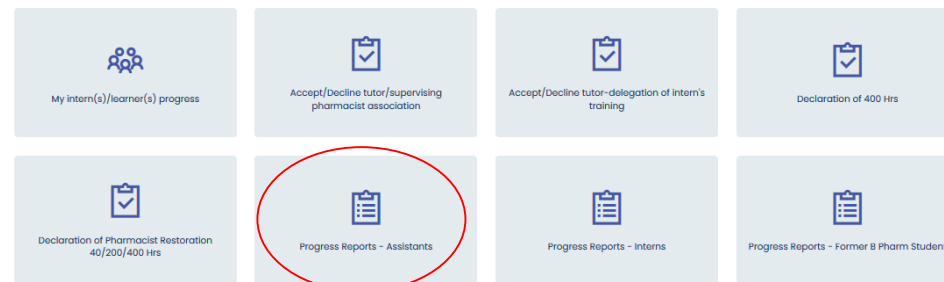 My intern(s)/learner(s) progress
Accept/Decline tutor/supervising
pharmacist association
Accept/Decline tutor-delegation of intern's
training
Declaration of 400 Hrs
Declaration of Pharmacist Restoration
40/200/400 Hrs
Progress Reports - Assistants
Progress Reports - Interns
Progress Reports - Former B Pharm Studen